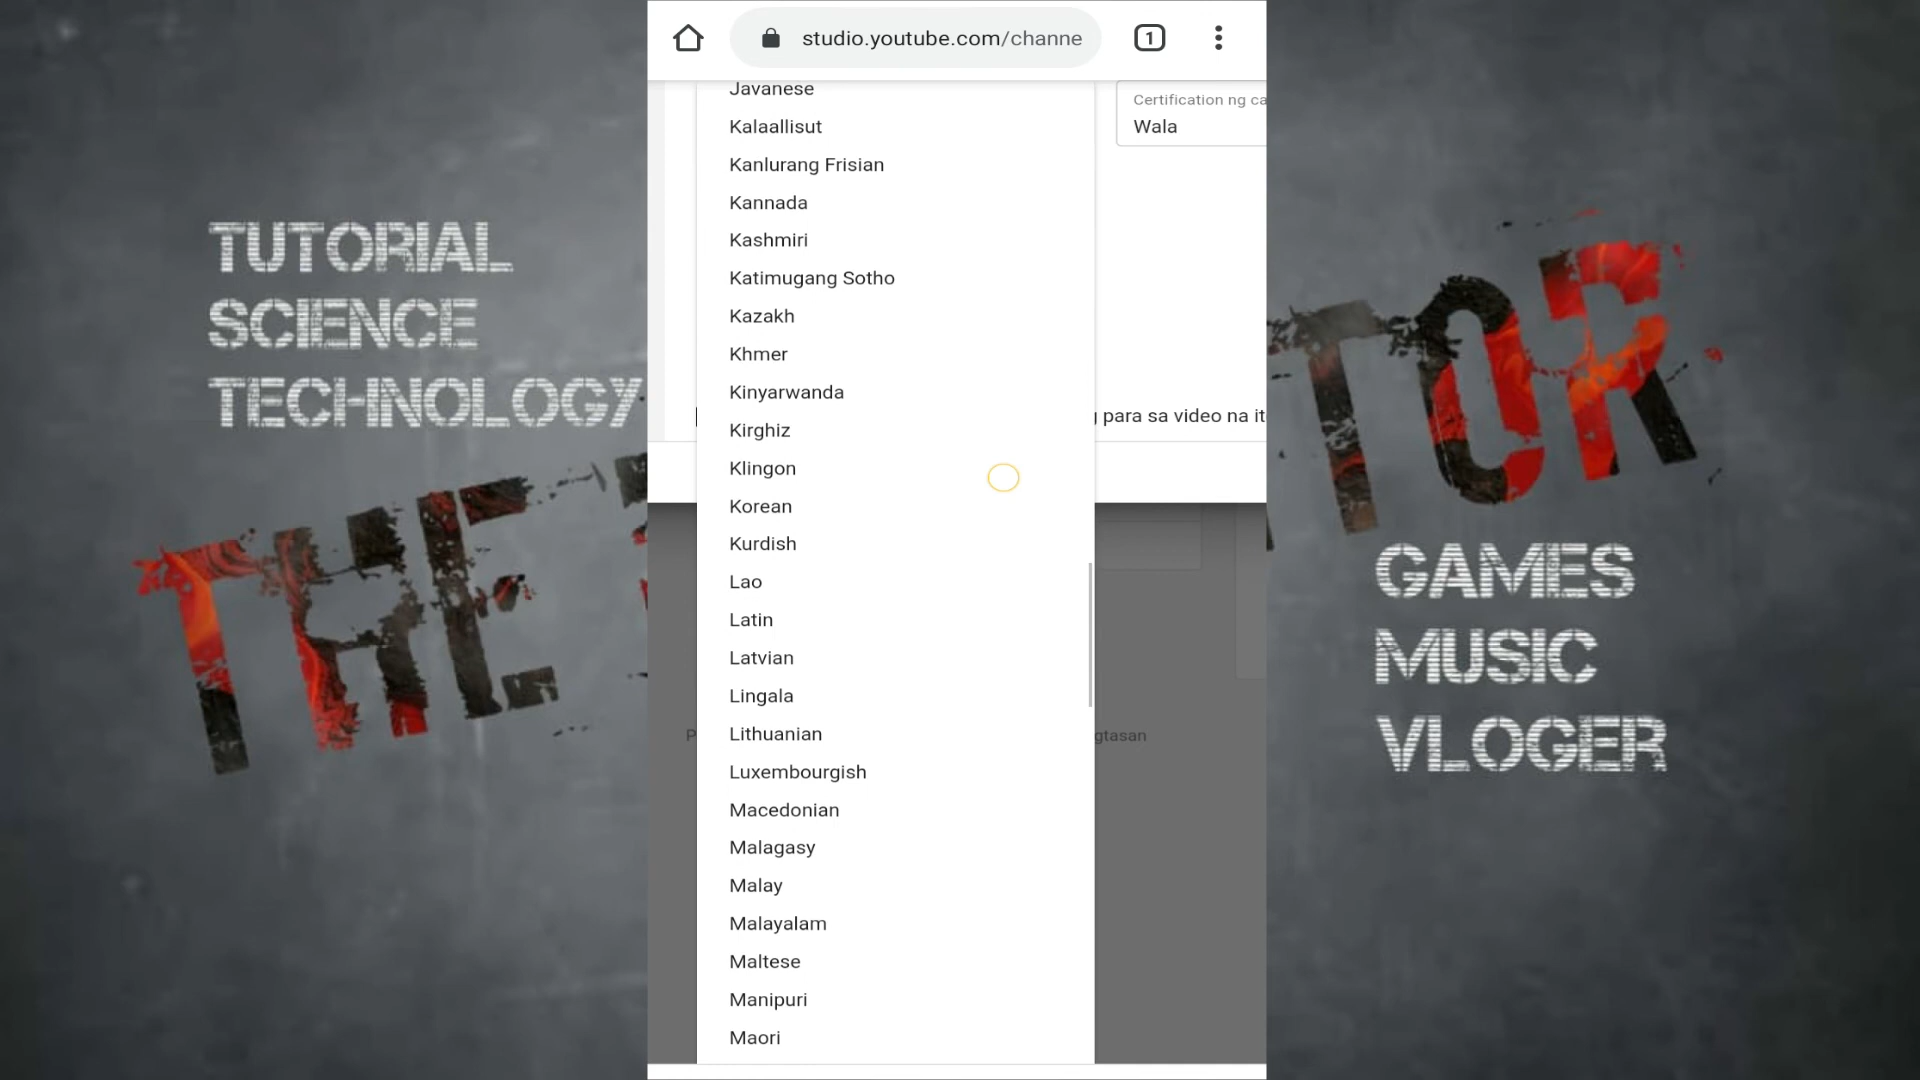 studio.youtube.com/channe
1
Javanese
Kalaallisut
Kanlurang Frisian
Kannada
Kashmiri
Katimugang Sotho
Kazakh
Khmer
Kinyarwanda
Kirghiz
Klingon
Korean
Kurdish
Lao
Latin
Latvian
Lingala
Lithuanian
Luxembourgish
Macedonian
Malagasy
Malay
Malayalam
Maltese
Manipuri
Maori
Certification ng ca
Wala
para sa video na it
gtasan
TUTORIAL
SCIENCE
TECHNOLOGY
THE
TOR
GAMES
MUSIC
VLOGER